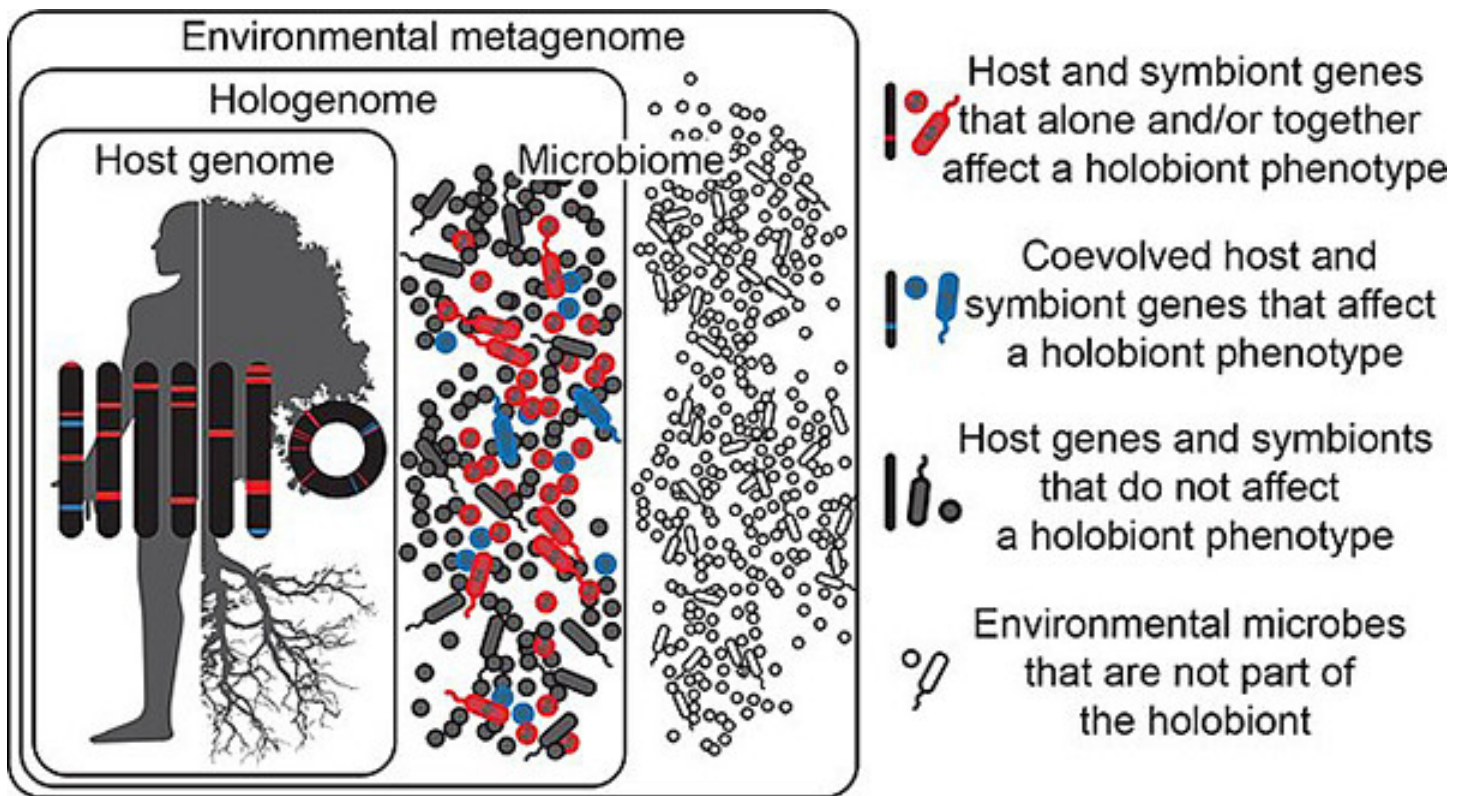 Environmental metagenome
Hologenome
Host genome
Microbiome
Host and symbiont genes
that alone and/or together
affect a holobiont phenotype
Coevolved host and
symbiont genes that affect
a holobiont phenotype
Host genes and symbionts
that do not affect
a holobiont phenotype
Environmental microbes
that are not part of
the holobiont